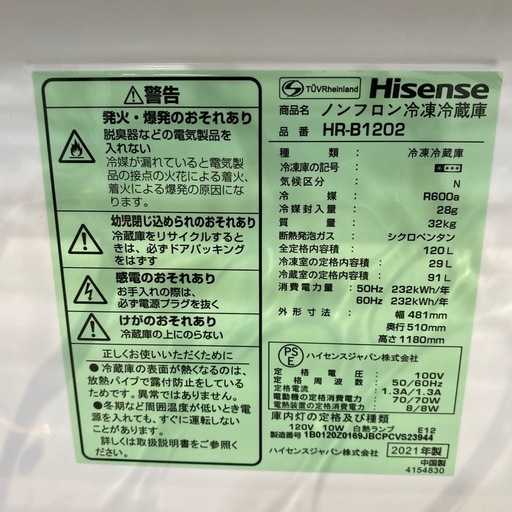 ⚠警告
発火・爆発のおそれあり
脱臭器などの電気製品を
入れない
冷媒が漏れていると電気製
品の接点の火花による着火、
着火による爆発の原因にな
ります。
幼児閉じ込められのおそれあり
冷蔵庫をリサイクルすると
きは、必ずドアパッキング
をはずす
感電のおそれあり
お手入れの際は、
必ず電源プラグを抜く
けがのおそれあり
冷蔵庫の上にのらない
正しくお使いいただくために
●冷蔵庫の表面が熱くなるのは、
放熱パイプで露付防止をしている
ためです。異常ではありません。
●冬期など周囲温度が低いときは
電源を入れても、すぐに運転しない
ことがあります。
詳しくは取扱説明書をご参照ください。
TÜVRheinland Hisense
商品名 ノンフロン冷凍冷蔵庫
品番 HR-B1202
種類 : 冷凍冷蔵庫
冷凍庫の記号 :
気候区分 : N
冷媒 : R600a
冷媒封入量 : 28g
質量 : 32kg
断熱発泡ガス : シクロペンタン
全定格内容積 : 120L
冷凍室の定格内容積 : 29L
冷蔵室の定格内容積 : 91L
消費電力量 : 50Hz 232kWh/年
60Hz 232kWh/年
外形寸法 : 幅 481mm
奥行 510mm
高さ 1180mm
PSE ハイセンスジャパン株式会社
定格電圧 : 100V
定格周波数 : 50/60Hz
定格電流 : 1.3A/1.3A
電動機の定格消費電力 : 70/70W
電熱装置の定格消費電力 : 8/8W
庫内灯の定格及び種類
120V 10W 白熱ランプ E12
製造番号 1B0120Z0169JBCPCVS23944
ハイセンスジャパン株式会社 2021年製
中国製
4154830